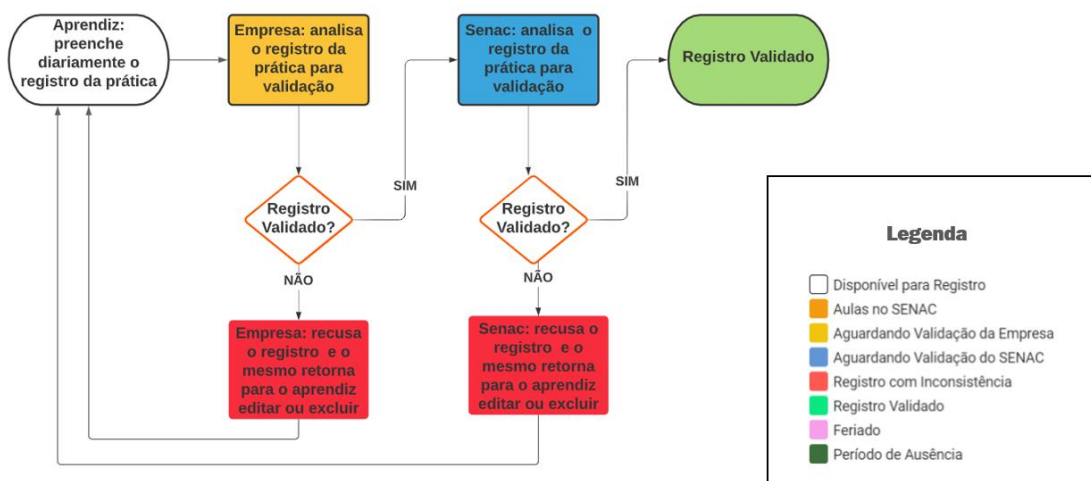 Aprendiz:
preenche
diariamente o
registro da prática
Empresa: analisa
o registro da
prática para
validação
Senac: analisa o
registro da
prática para
validação
Registro Validado
SIM
SIM
Registro
Validado?
Registro
Validado?
NÃO
NÃO
Empresa: recusa
o registro e o
mesmo retorna
para o aprendiz
editar ou excluir
Senac: recusa o
registro e o
mesmo retorna
para o aprendiz
editar ou excluir
Legenda
Disponível para Registro
Aulas no SENAC
Aguardando Validação da Empresa
Aguardando Validação do SENAC
Registro com Inconsistência
Registro Validado
Feriado
Período de Ausência